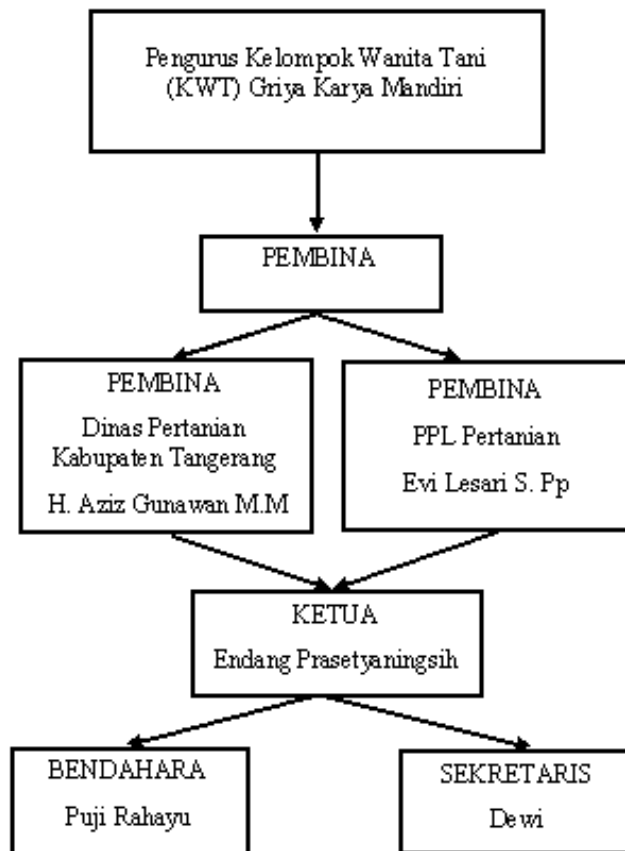 Pengurus Kelompok Wanita Tani
(KWT) Griya Karya Mandiri
PEMBINA
PEMBINA
Dinas Pertanian
Kabupaten Tangerang
H. Aziz Gunawan M.M
PEMBINA
PPL Pertanian
Evi Lesari S. Pp
KETUA
Endang Prasetyaningsih
BENDAHARA
Puji Rahayu
SEKRETARIS
Dewi